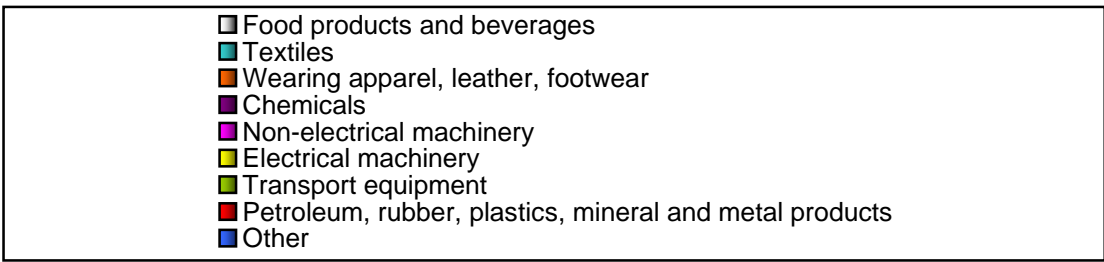 Food products and beverages
Textiles
Wearing apparel, leather, footwear
Chemicals
Non-electrical machinery
Electrical machinery
Transport equipment
Petroleum, rubber, plastics, mineral and metal products
Other